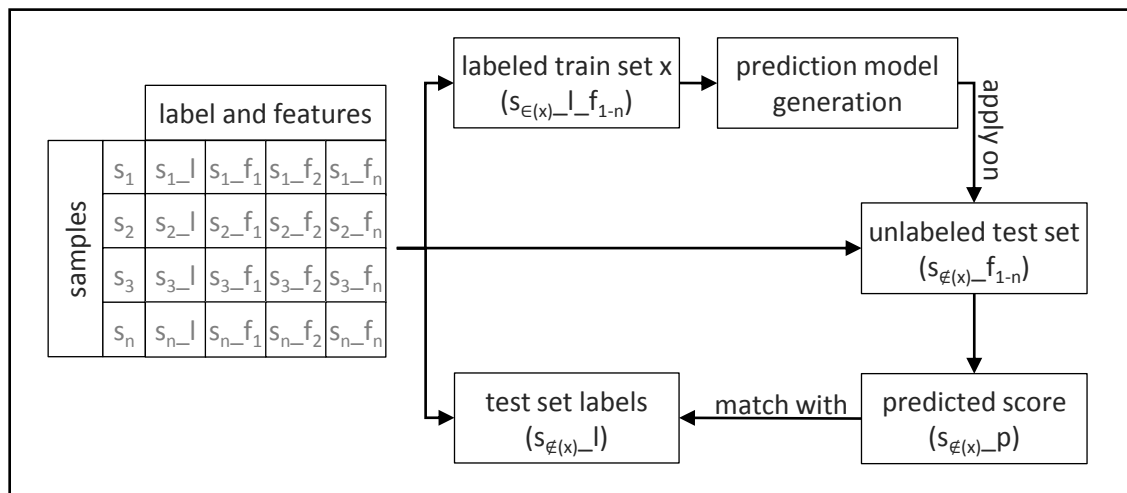 label and features
samples
s₁ s₁_l s₁_f₁ s₁_f₂ s₁_fₙ
s₂ s₂_l s₂_f₁ s₂_f₂ s₂_fₙ
s₃ s₃_l s₃_f₁ s₃_f₂ s₃_fₙ
sₙ sₙ_l sₙ_f₁ sₙ_f₂ sₙ_fₙ
labeled train set x
(s∈(x)_l_f₁₋ₙ)
prediction model
generation
apply on
unlabeled test set
(s∉(x)_f₁₋ₙ)
test set labels
(s∉(x)_l)
match with
predicted score
(s∉(x)_p)